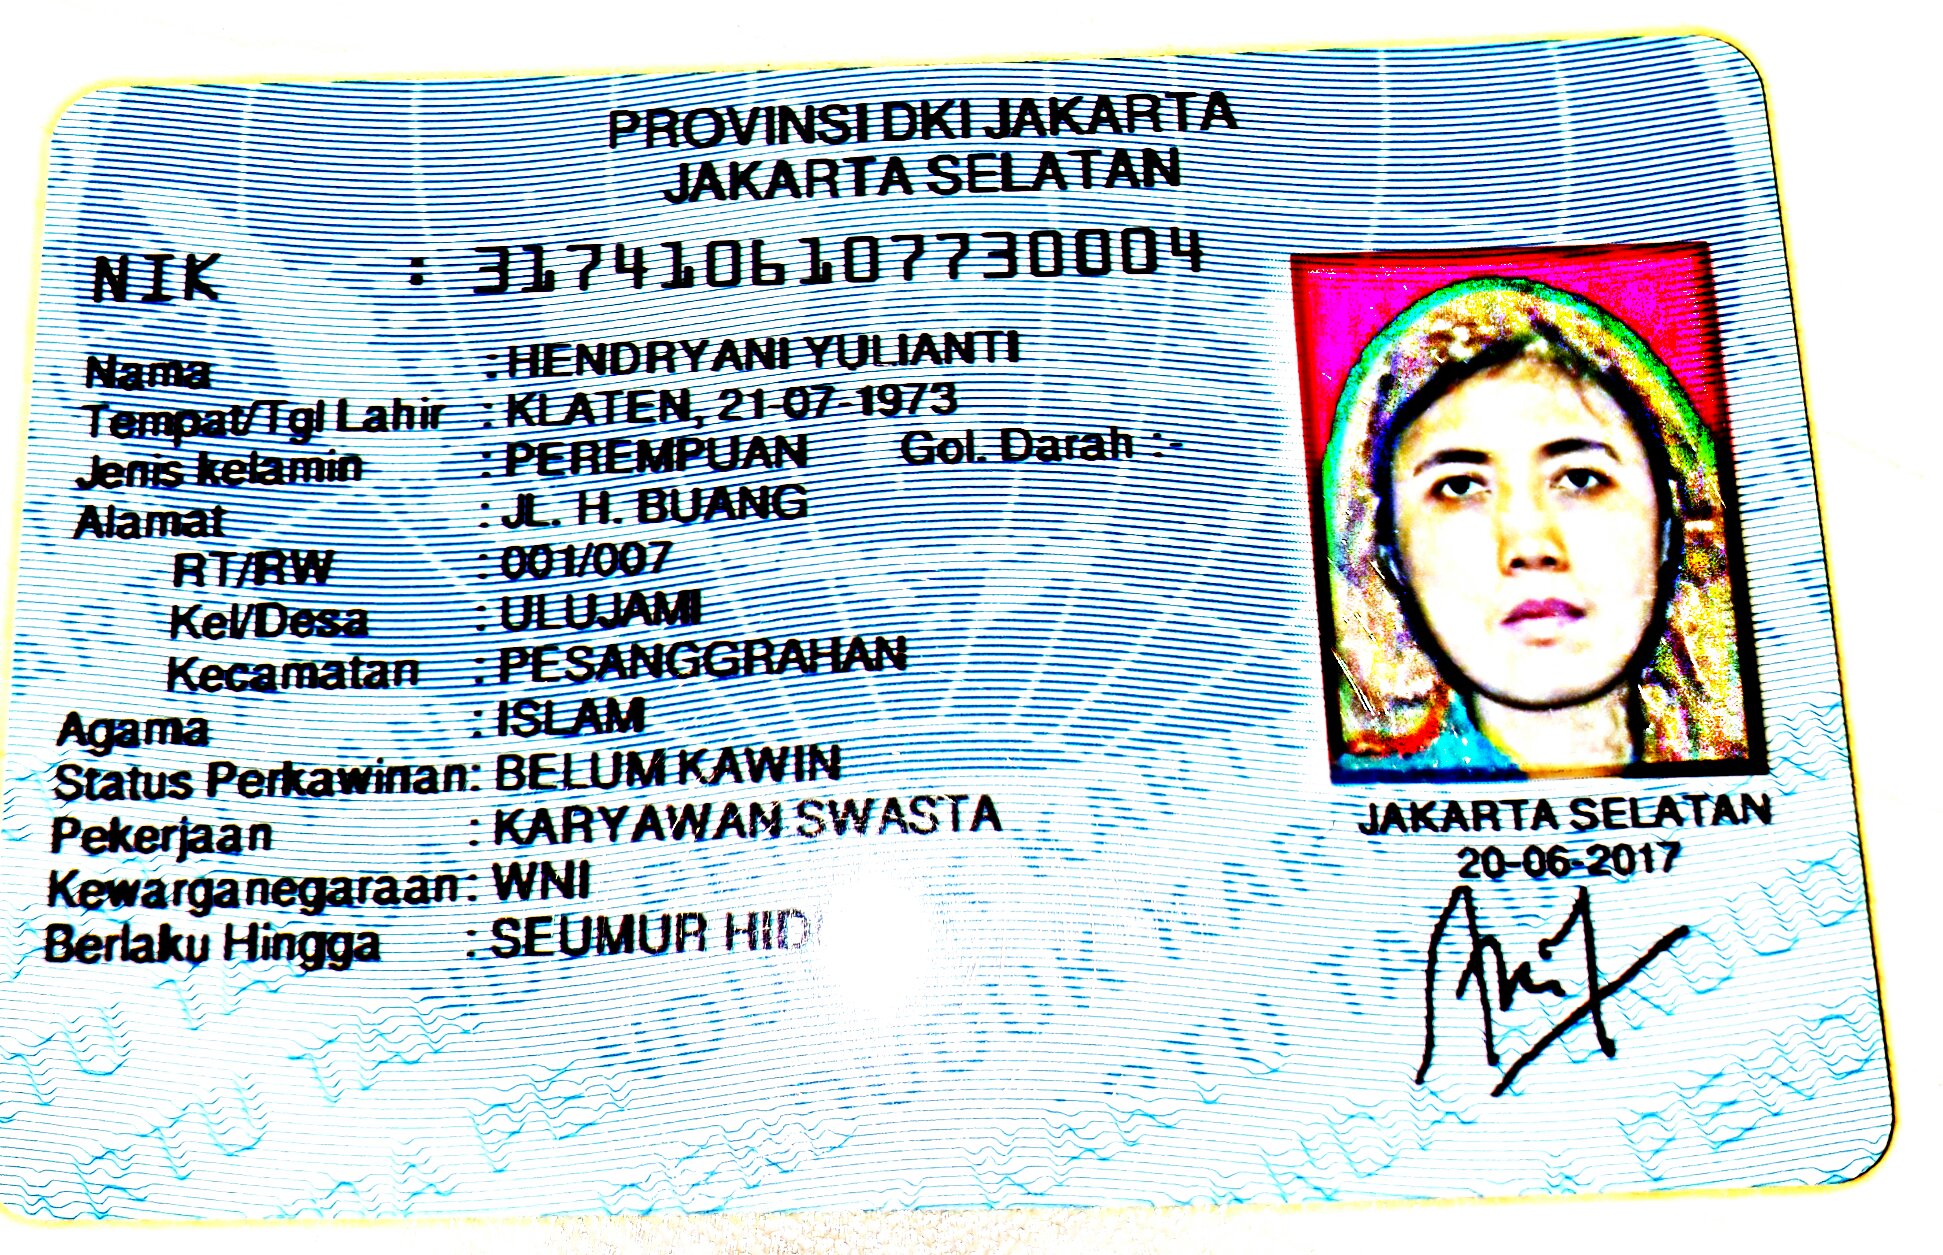 PROVINSI DKI JAKARTA
JAKARTA SELATAN
NIK : 3174106107730004
Nama : HENDRYANI YULIANTI
Tempat/Tgl Lahir : KLATEN, 21-07-1973
Jenis kelamin : PEREMPUAN Gol. Darah :-
Alamat : JL. H. BUANG
RT/RW : 001/007
Kel/Desa : ULUJAMI
Kecamatan : PESANGGRAHAN
Agama : ISLAM
Status Perkawinan: BELUM KAWIN
Pekerjaan : KARYAWAN SWASTA
Kewarganegaraan: WNI
Berlaku Hingga : SEUMUR
JAKARTA SELATAN
20-06-2017